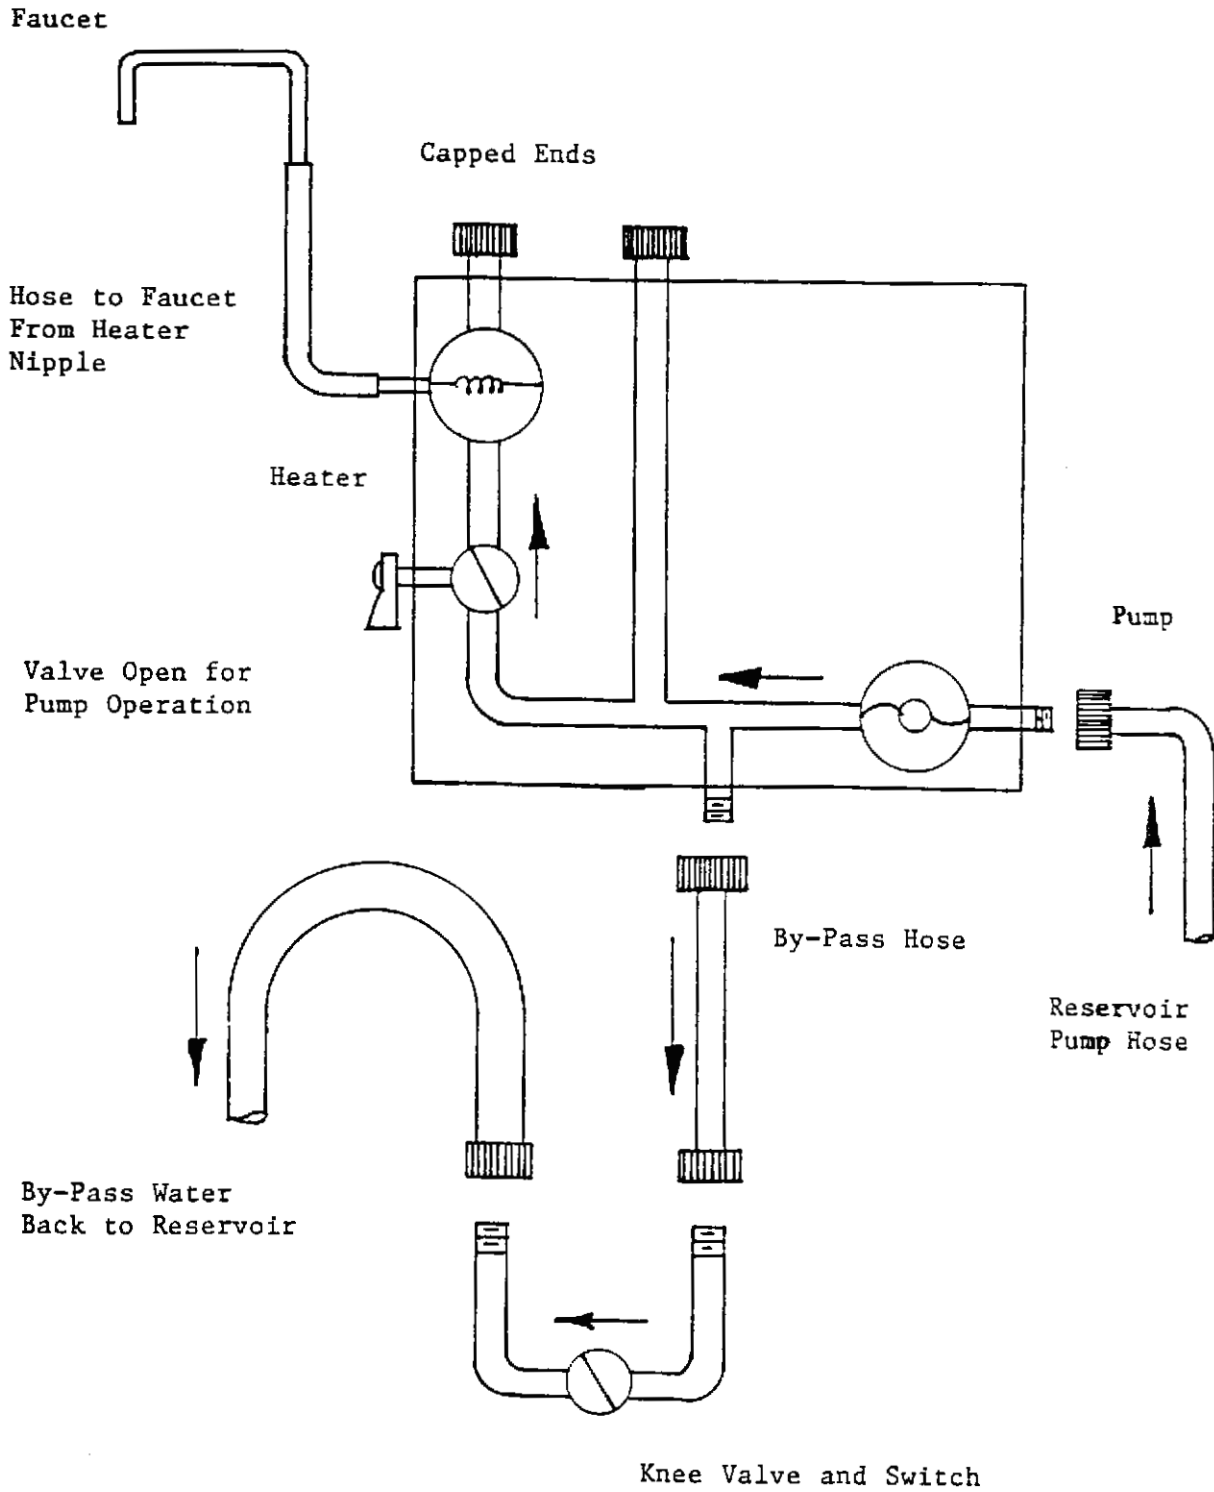 Faucet
Capped Ends
Hose to Faucet
From Heater
Nipple
Heater
Pump
Valve Open for
Pump Operation
By-Pass Hose
Reservoir
Pump Hose
By-Pass Water
Back to Reservoir
Knee Valve and Switch